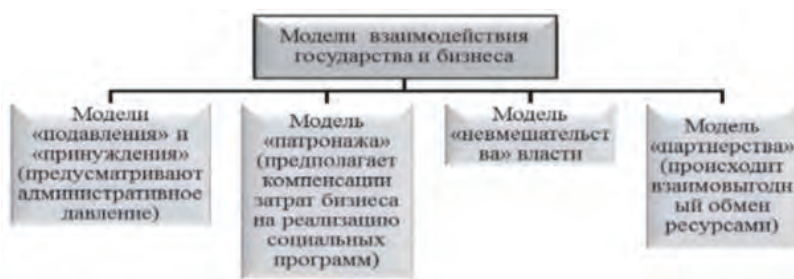 Модели взаимодействия
государства и бизнеса
Модели
«подавления» и
«принуждения»
(предусматривают
административное
давление)
Модель
«патронажа»
(предполагает
компенсации
затрат бизнеса
на реализацию
социальных
программ)
Модель
«невмешательст
ва» власти
Модель
«партнерства»
(происходит
взаимовыгодн
ый обмен
ресурсами)